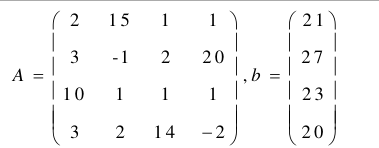 2 15 1 1 21
3 -1 2 20 27
A = , b =
10 1 1 1 23
3 2 14 −2 20